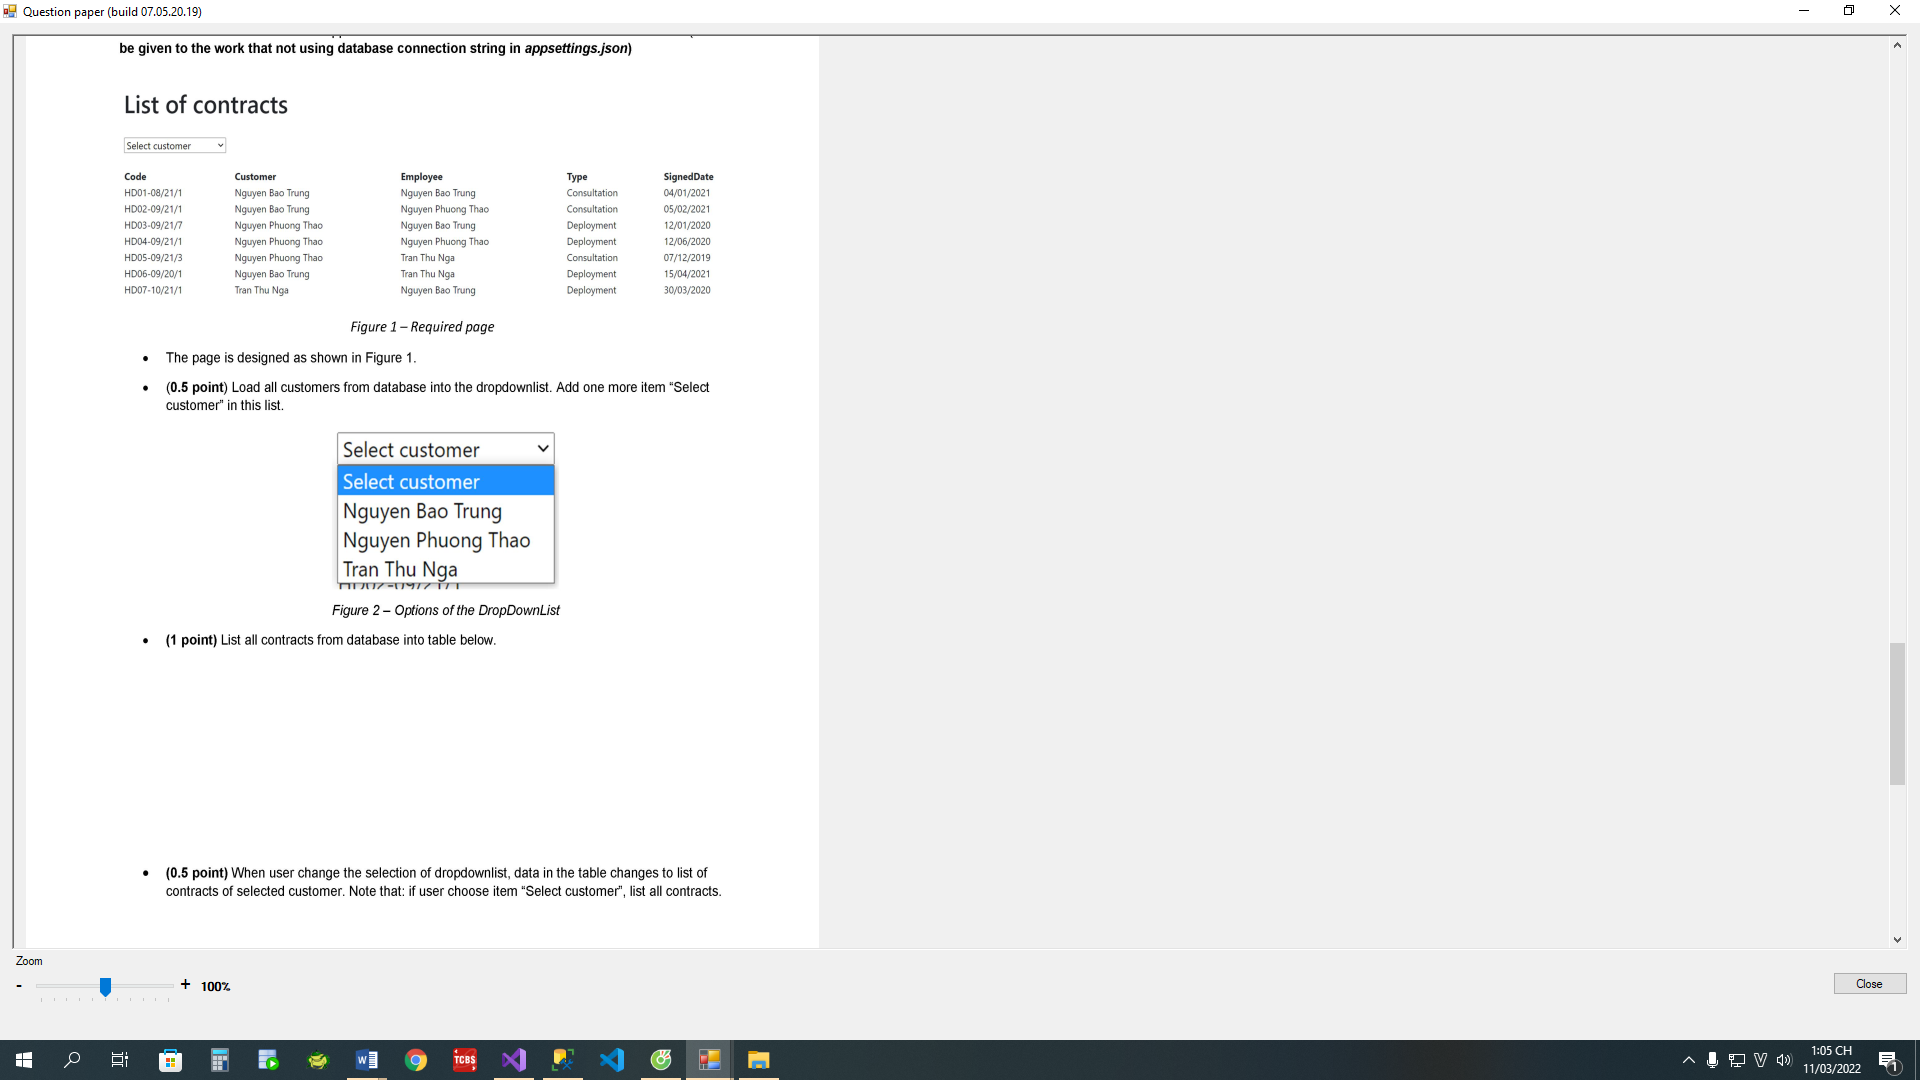 Question paper (build 07.05.20.19)
be given to the work that not using database connection string in appsettings.json)
List of contracts
Select customer
Code Customer Employee Type SignedDate
HD01-08/21/1 Nguyen Bao Trung Nguyen Bao Trung Consultation 04/01/2021
HD02-09/21/1 Nguyen Bao Trung Nguyen Phuong Thao Consultation 05/02/2021
HD03-09/21/7 Nguyen Phuong Thao Nguyen Bao Trung Deployment 12/01/2020
HD04-09/21/1 Nguyen Phuong Thao Nguyen Phuong Thao Deployment 12/06/2020
HD05-09/21/3 Nguyen Phuong Thao Tran Thu Nga Consultation 07/12/2019
HD06-09/20/1 Nguyen Bao Trung Tran Thu Nga Deployment 15/04/2021
HD07-10/21/1 Tran Thu Nga Nguyen Bao Trung Deployment 30/03/2020
Figure 1 – Required page
• The page is designed as shown in Figure 1.
• (0.5 point) Load all customers from database into the dropdownlist. Add one more item “Select
customer” in this list.
Select customer
Select customer
Nguyen Bao Trung
Nguyen Phuong Thao
Tran Thu Nga
Figure 2 – Options of the DropDownList
• (1 point) List all contracts from database into table below.
• (0.5 point) When user change the selection of dropdownlist, data in the table changes to list of
contracts of selected customer. Note that: if user choose item “Select customer”, list all contracts.
Zoom
- + 100%
Close
TCBS
1:05 CH
11/03/2022
1